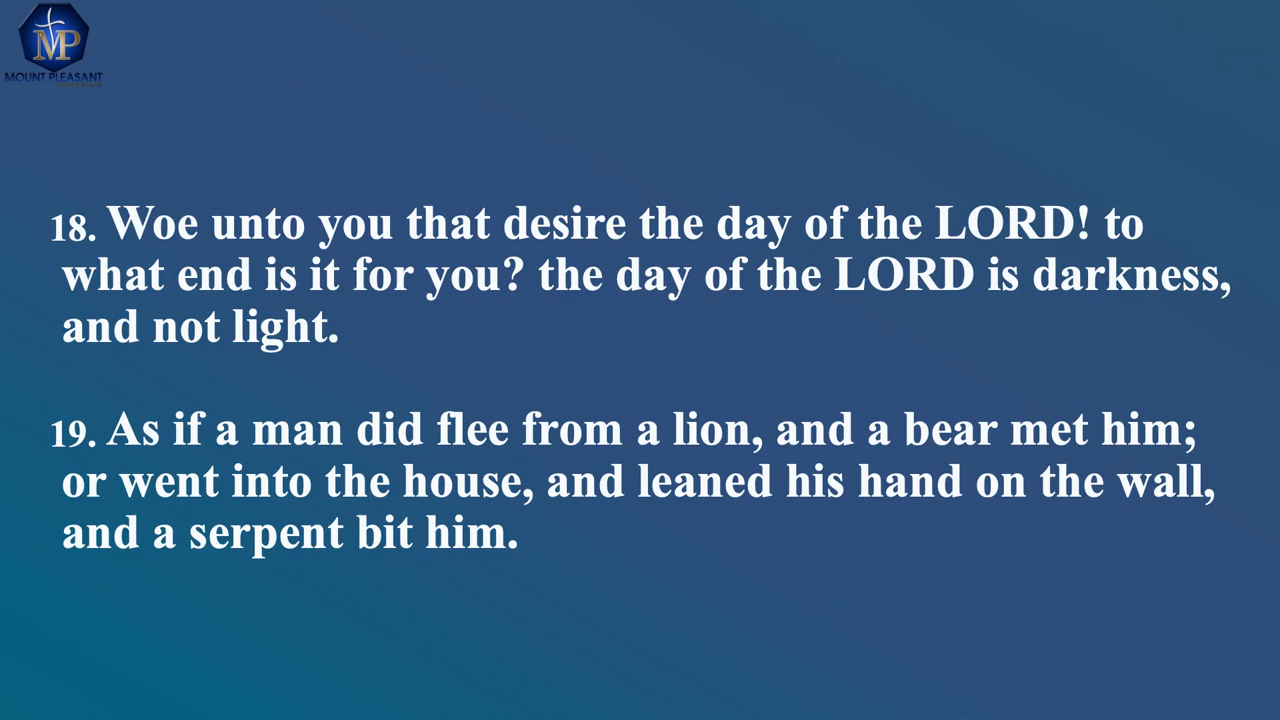 MP
MOUNT PLEASANT
18. Woe unto you that desire the day of the LORD! to
what end is it for you? the day of the LORD is darkness,
and not light.
19. As if a man did flee from a lion, and a bear met him;
or went into the house, and leaned his hand on the wall,
and a serpent bit him.